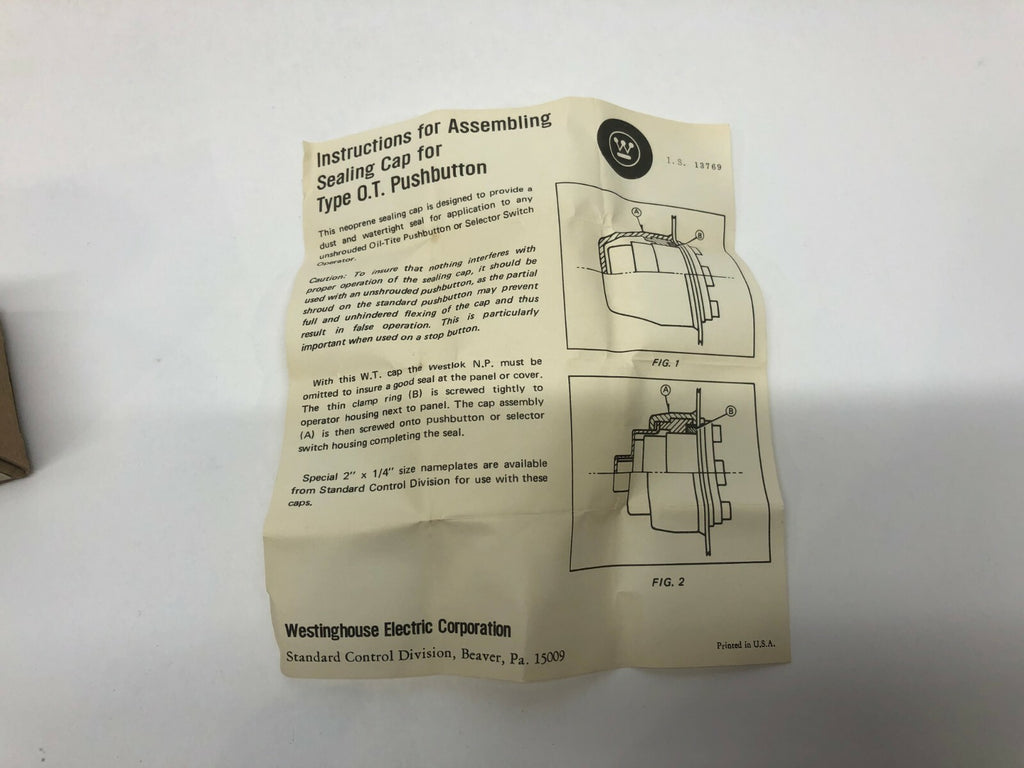 Instructions for Assembling
Sealing Cap for
Type O.T. Pushbutton
W
I.S. 13769
This neoprene sealing cap is designed to provide a
dust and watertight seal for application to any
unshrouded Oil-Tite Pushbutton or Selector Switch
Operator.
Caution: To insure that nothing interferes with
proper operation of the sealing cap, it should be
used with an unshrouded pushbutton, as the partial
shroud on the standard pushbutton may prevent
full and unhindered flexing of the cap and thus
result in false operation. This is particularly
important when used on a stop button.
With this W.T. cap the Westlok N.P. must be
omitted to insure a good seal at the panel or cover.
The thin clamp ring (B) is screwed tightly to
operator housing next to panel. The cap assembly
(A) is then screwed onto pushbutton or selector
switch housing completing the seal.
Special 2" x 1/4" size nameplates are available
from Standard Control Division for use with these
caps.
A
B
FIG. 1
A
B
FIG. 2
Westinghouse Electric Corporation
Standard Control Division, Beaver, Pa. 15009
Printed in U.S.A.